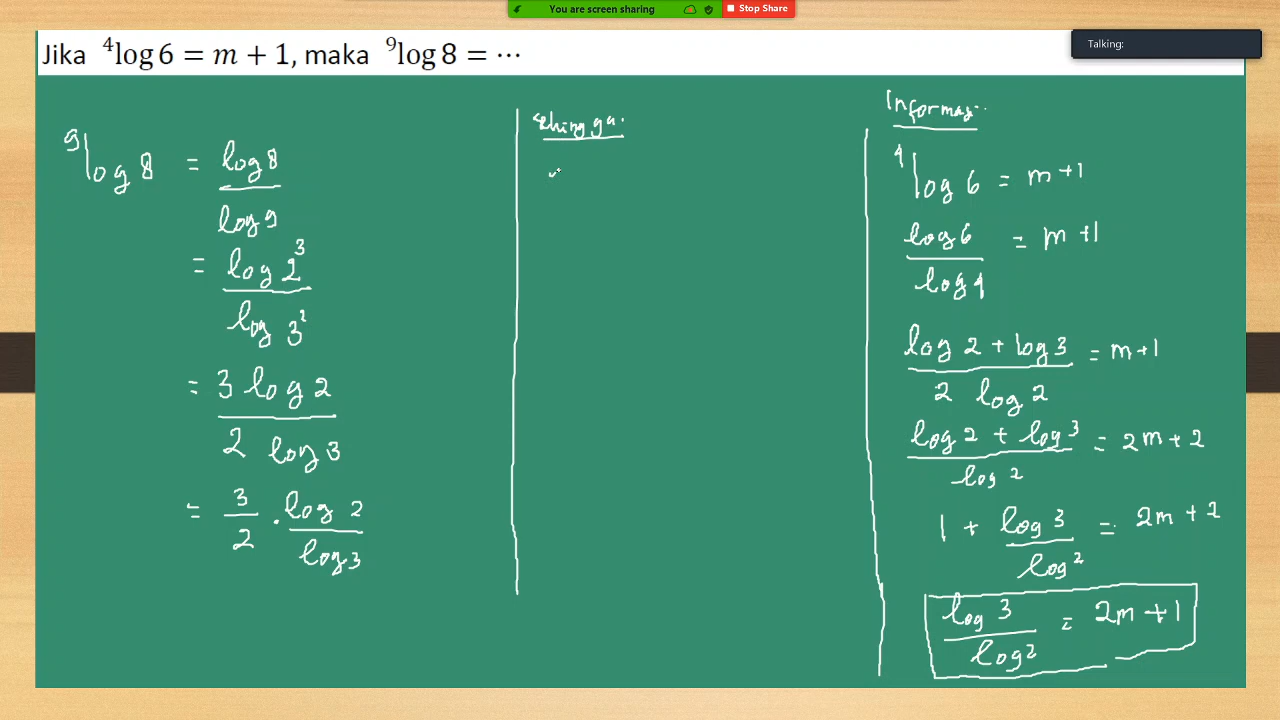 You are screen sharing
Stop Share
Talking:
Jika ⁴log 6 = m + 1, maka ⁹log 8 = ⋯
⁹log 8 = log 8 / log 9
= log 2³ / log 3²
= 3 log 2 / 2 log 3
= 3/2 · log 2 / log 3
⁴log 6 = m+1
log 6 / log 4 = m+1
log 2 + log 3 / 2 log 2 = m+1
log 2 + log 3 / log 2 = 2m+2
1 + log 3 / log 2 = 2m+2
log 3 / log 2 = 2m+1